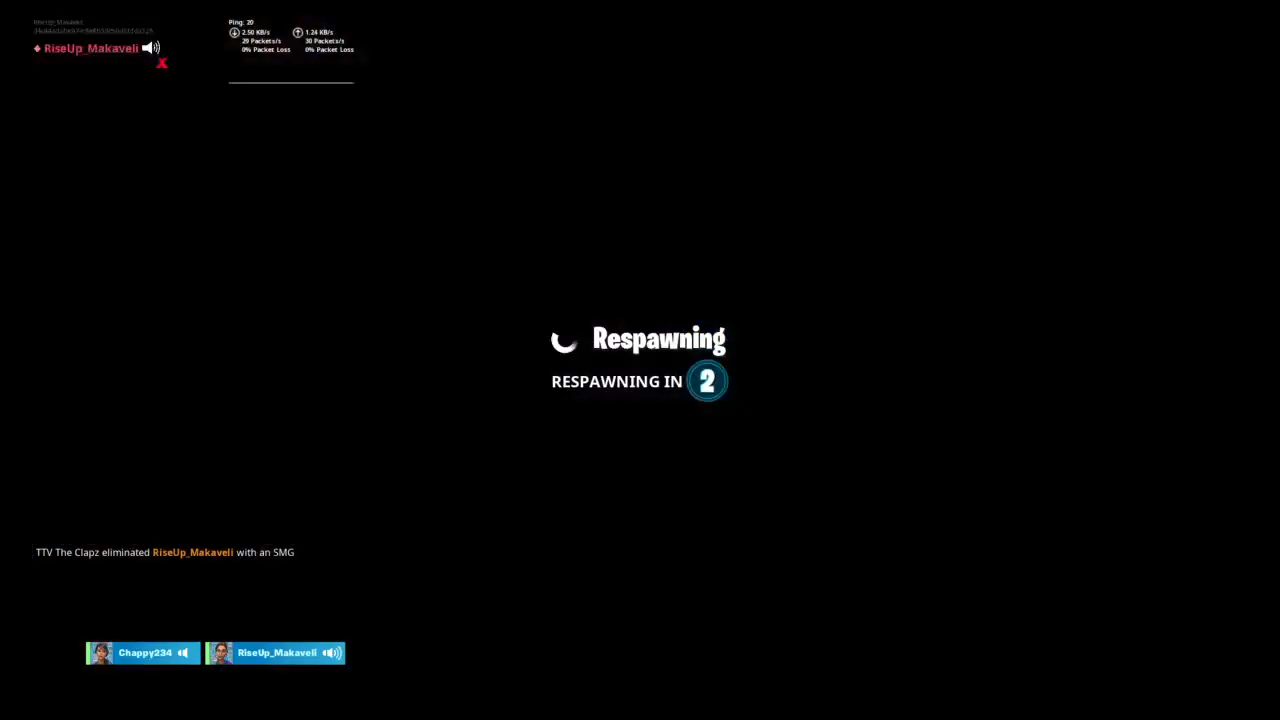 RiseUp_Makaveli
RiseUp_Makaveli
X
Ping: 20
2.50 KB/s 1.24 KB/s
29 Packets/s 30 Packets/s
0% Packet Loss 0% Packet Loss
Respawning
RESPAWNING IN 2
TTV The Clapz eliminated RiseUp_Makaveli with an SMG
Chappy234 RiseUp_Makaveli